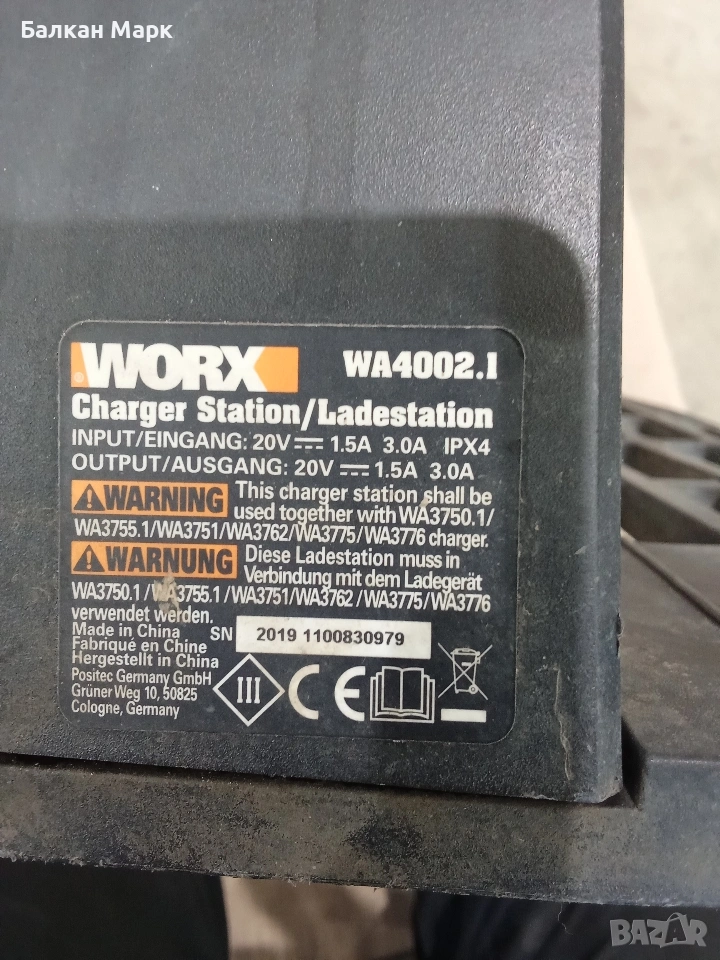 Балкан Марк
WORX WA4002.1
Charger Station/Ladestation
INPUT/EINGANG: 20V 1.5A 3.0A IPX4
OUTPUT/AUSGANG: 20V 1.5A 3.0A
WARNING This charger station shall be
used together with WA3750.1/
WA3755.1/WA3751/WA3762/WA3775/WA3776 charger.
WARNUNG Diese Ladestation muss in
Verbindung mit dem Ladegerät
WA3750.1/WA3755.1/WA3751/WA3762/WA3775/WA3776
verwendet werden.
Made in China SN 2019 1100830979
Fabriqué en Chine
Hergestellt in China
Positec Germany GmbH
Grüner Weg 10, 50825
Cologne, Germany
III CE
BAZAR